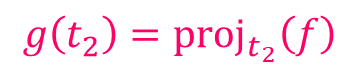 g(t₂) = proj_{t₂}(f)